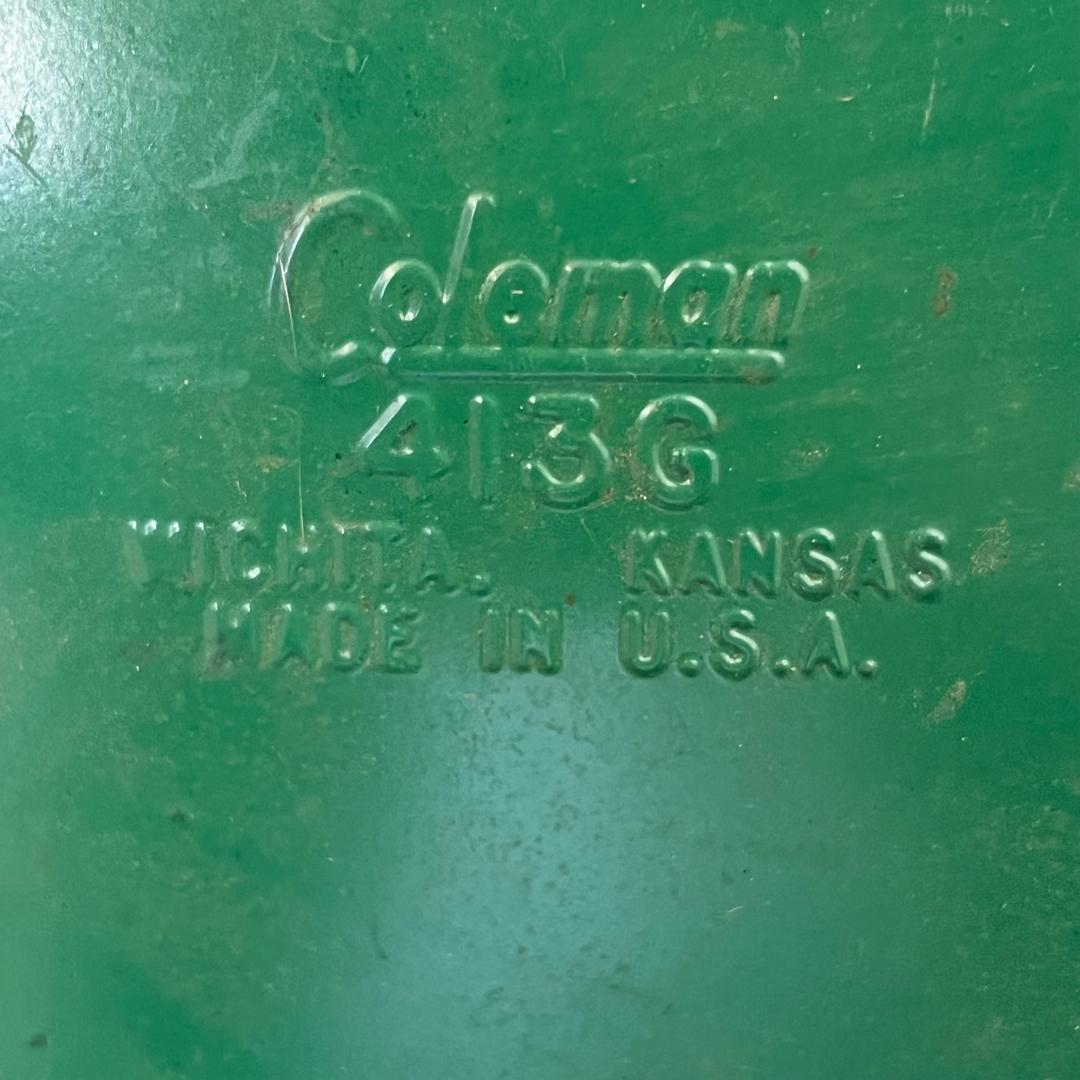 Coleman
413G
WICHITA. KANSAS
MADE IN U.S.A.